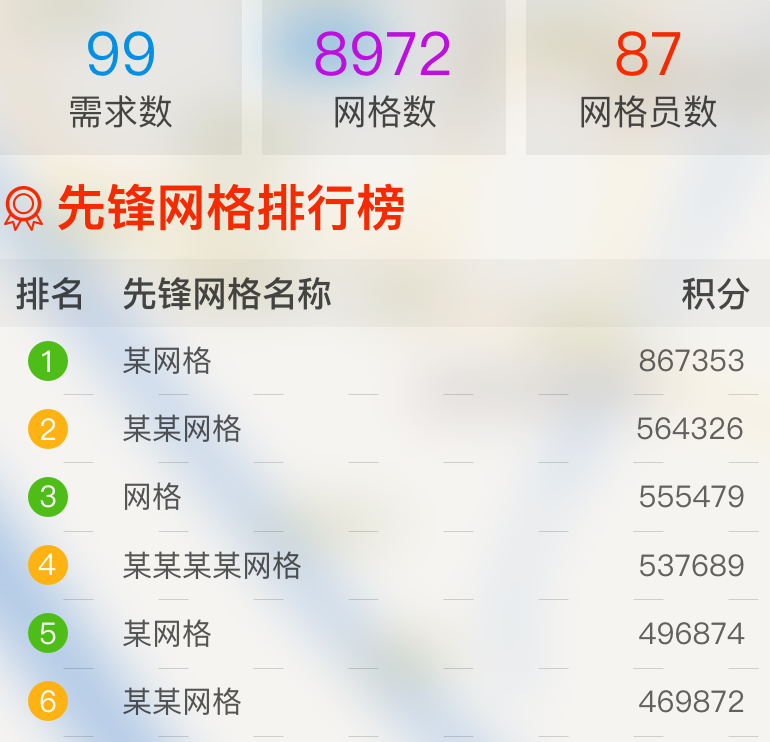 99 8972 87
需求数 网格数 网格员数
先锋网格排行榜
排名 先锋网格名称 积分
1 某网格 867353
2 某某网格 564326
3 网格 555479
4 某某某某网格 537689
5 某网格 496874
6 某某网格 469872